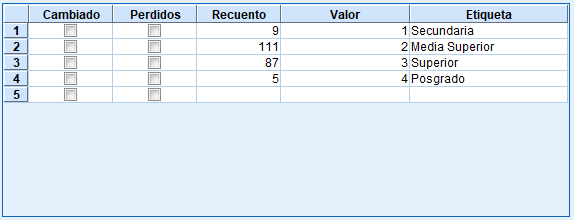 Cambiado Perdidos Recuento Valor Etiqueta
1 9 1 Secundaria
2 111 2 Media Superior
3 87 3 Superior
4 5 4 Posgrado
5